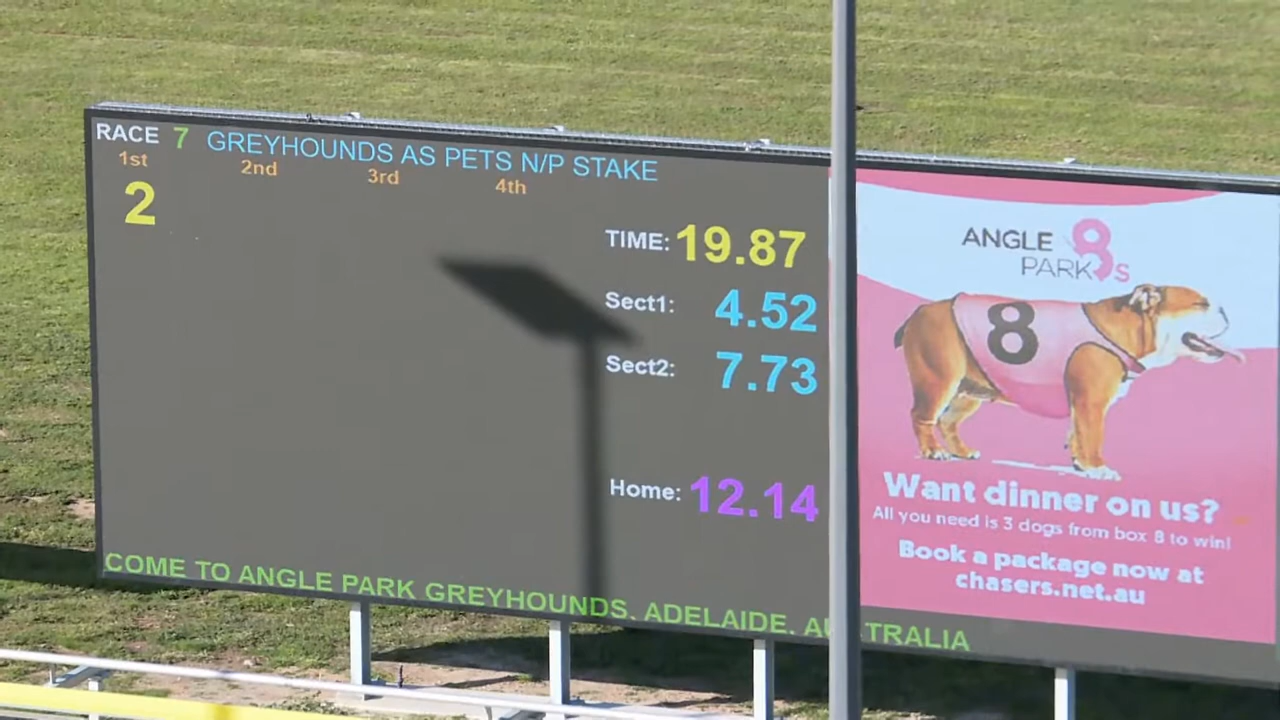 RACE 7 GREYHOUNDS AS PETS N/P STAKE
1st 2nd 3rd 4th
2
TIME: 19.87
Sect1: 4.52
Sect2: 7.73
Home: 12.14
COME TO ANGLE PARK GREYHOUNDS, ADELAIDE, AU TRALIA
ANGLE
PARK 8s
8
Want dinner on us?
All you need is 3 dogs from box 8 to win!
Book a package now at
chasers.net.au